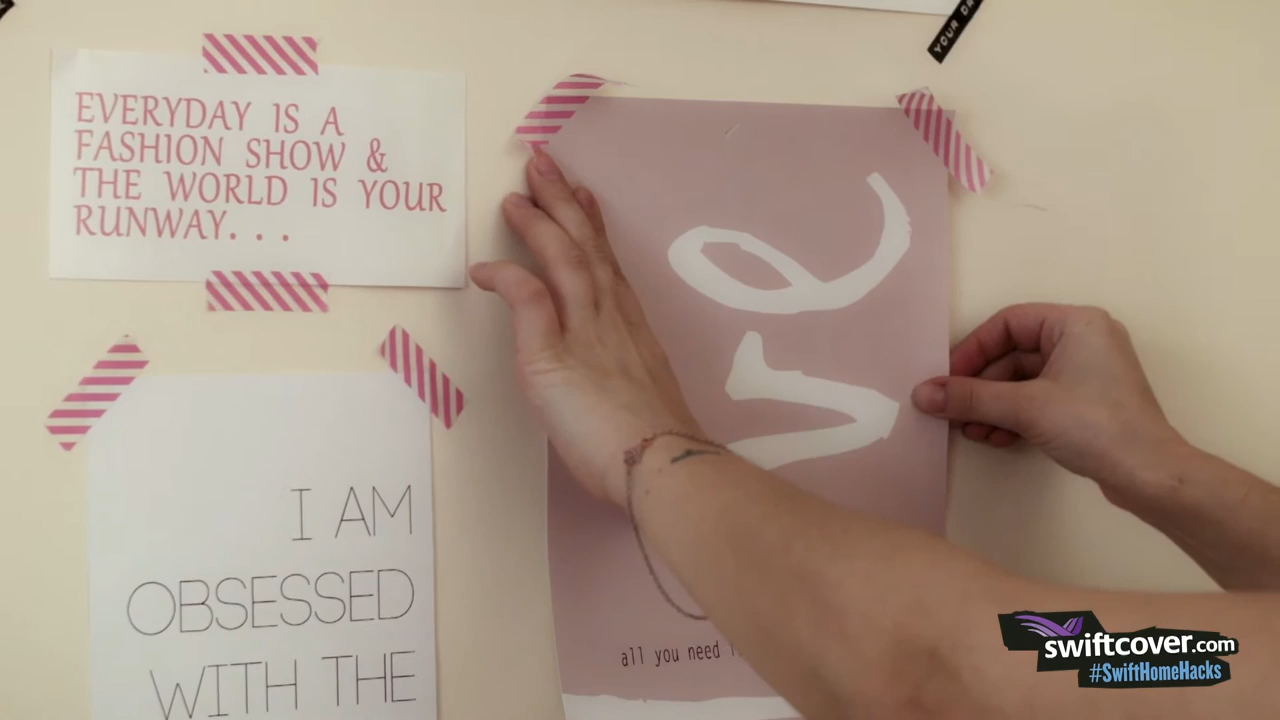 EVERYDAY IS A
FASHION SHOW &
THE WORLD IS YOUR
RUNWAY. . .
I AM
OBSESSED
WITH THE
all you need
YOUR
swiftcover.com
#SwiftHomeHacks